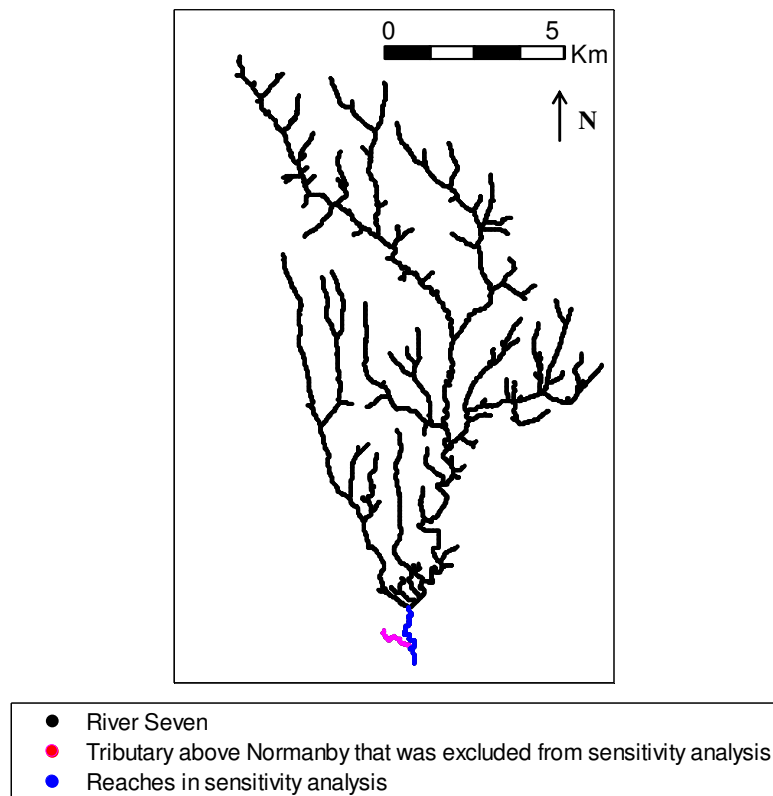 0 5
Km
N
River Seven
Tributary above Normanby that was excluded from sensitivity analysis
Reaches in sensitivity analysis